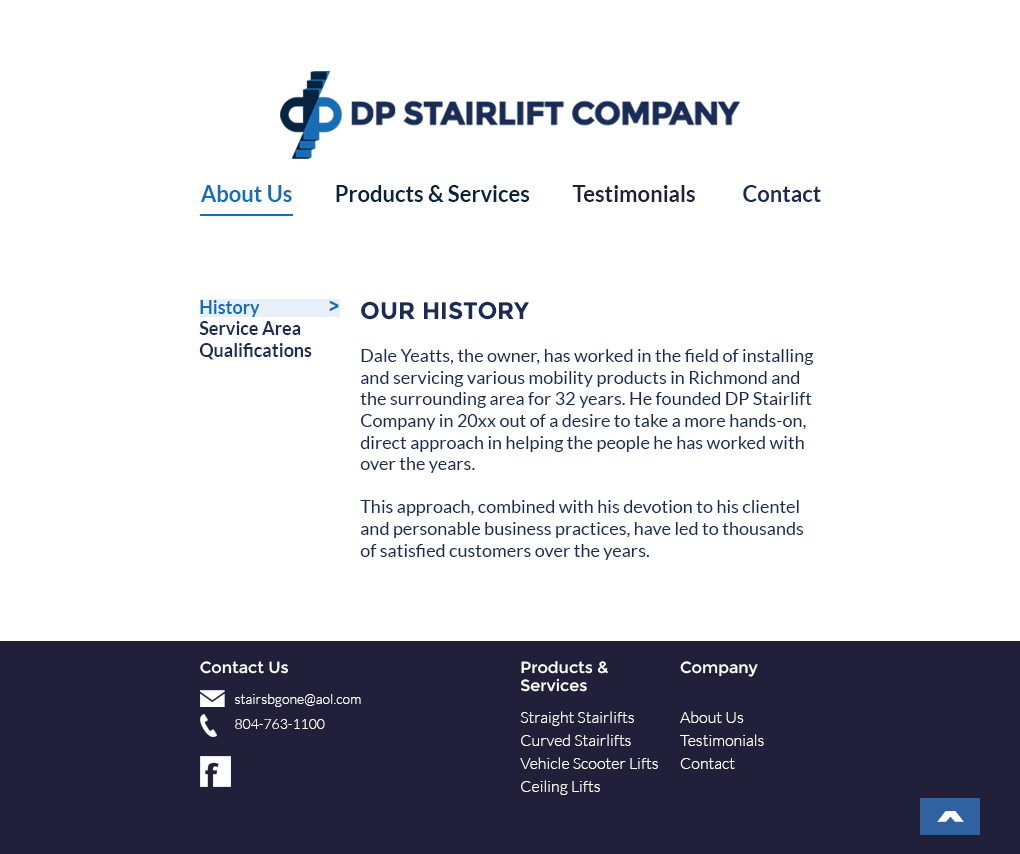 dp DP STAIRLIFT COMPANY
About Us Products & Services Testimonials Contact
History >
Service Area
Qualifications
OUR HISTORY
Dale Yeatts, the owner, has worked in the field of installing
and servicing various mobility products in Richmond and
the surrounding area for 32 years. He founded DP Stairlift
Company in 20xx out of a desire to take a more hands-on,
direct approach in helping the people he has worked with
over the years.
This approach, combined with his devotion to his clientel
and personable business practices, have led to thousands
of satisfied customers over the years.
Contact Us
stairsbgone@aol.com
804-763-1100
f
Products &
Services
Straight Stairlifts
Curved Stairlifts
Vehicle Scooter Lifts
Ceiling Lifts
Company
About Us
Testimonials
Contact